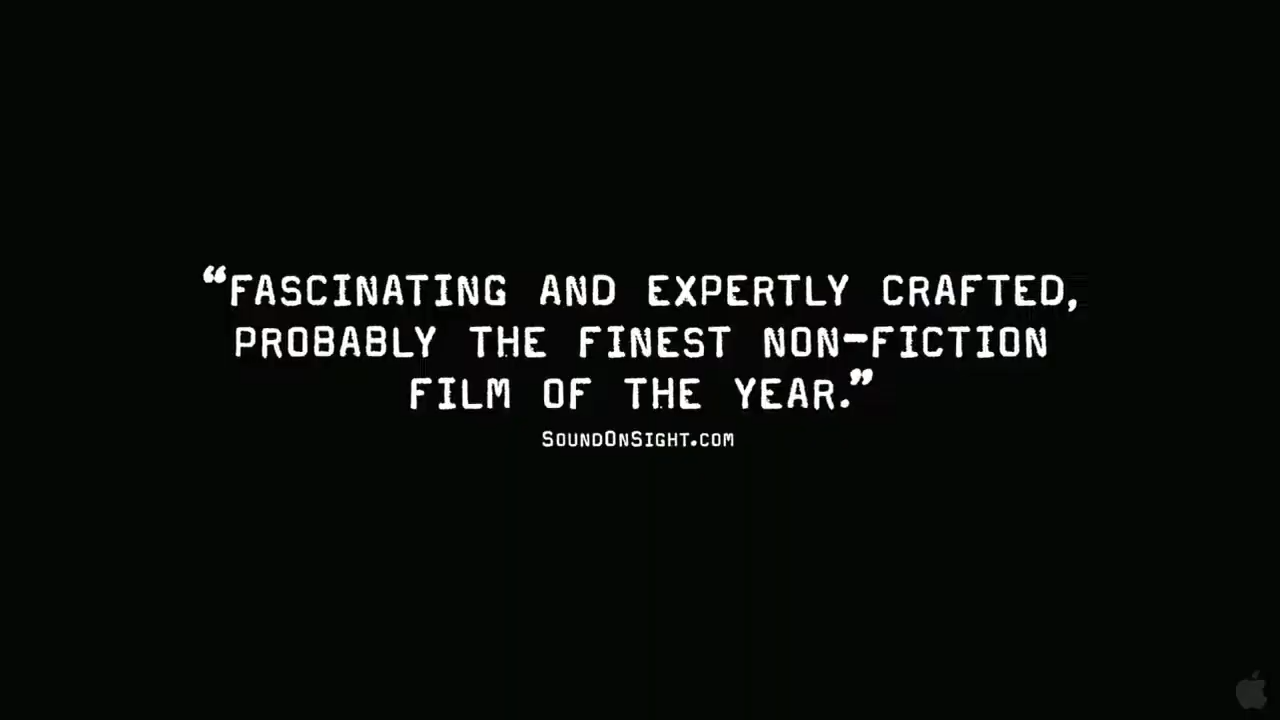 “FASCINATING AND EXPERTLY CRAFTED,
PROBABLY THE FINEST NON-FICTION
FILM OF THE YEAR.”
SOUNDONSIGHT.COM